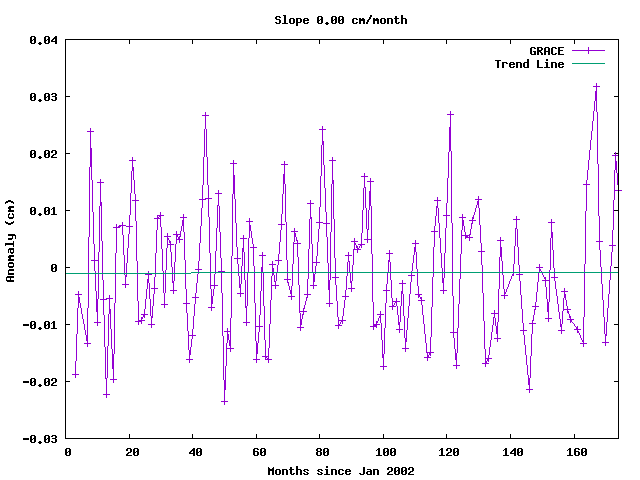 Slope 0.00 cm/month
0.04
GRACE
Trend Line
0.03
0.02
0.01
0
-0.01
-0.02
-0.03
Anomaly (cm)
0 20 40 60 80 100 120 140 160
Months since Jan 2002